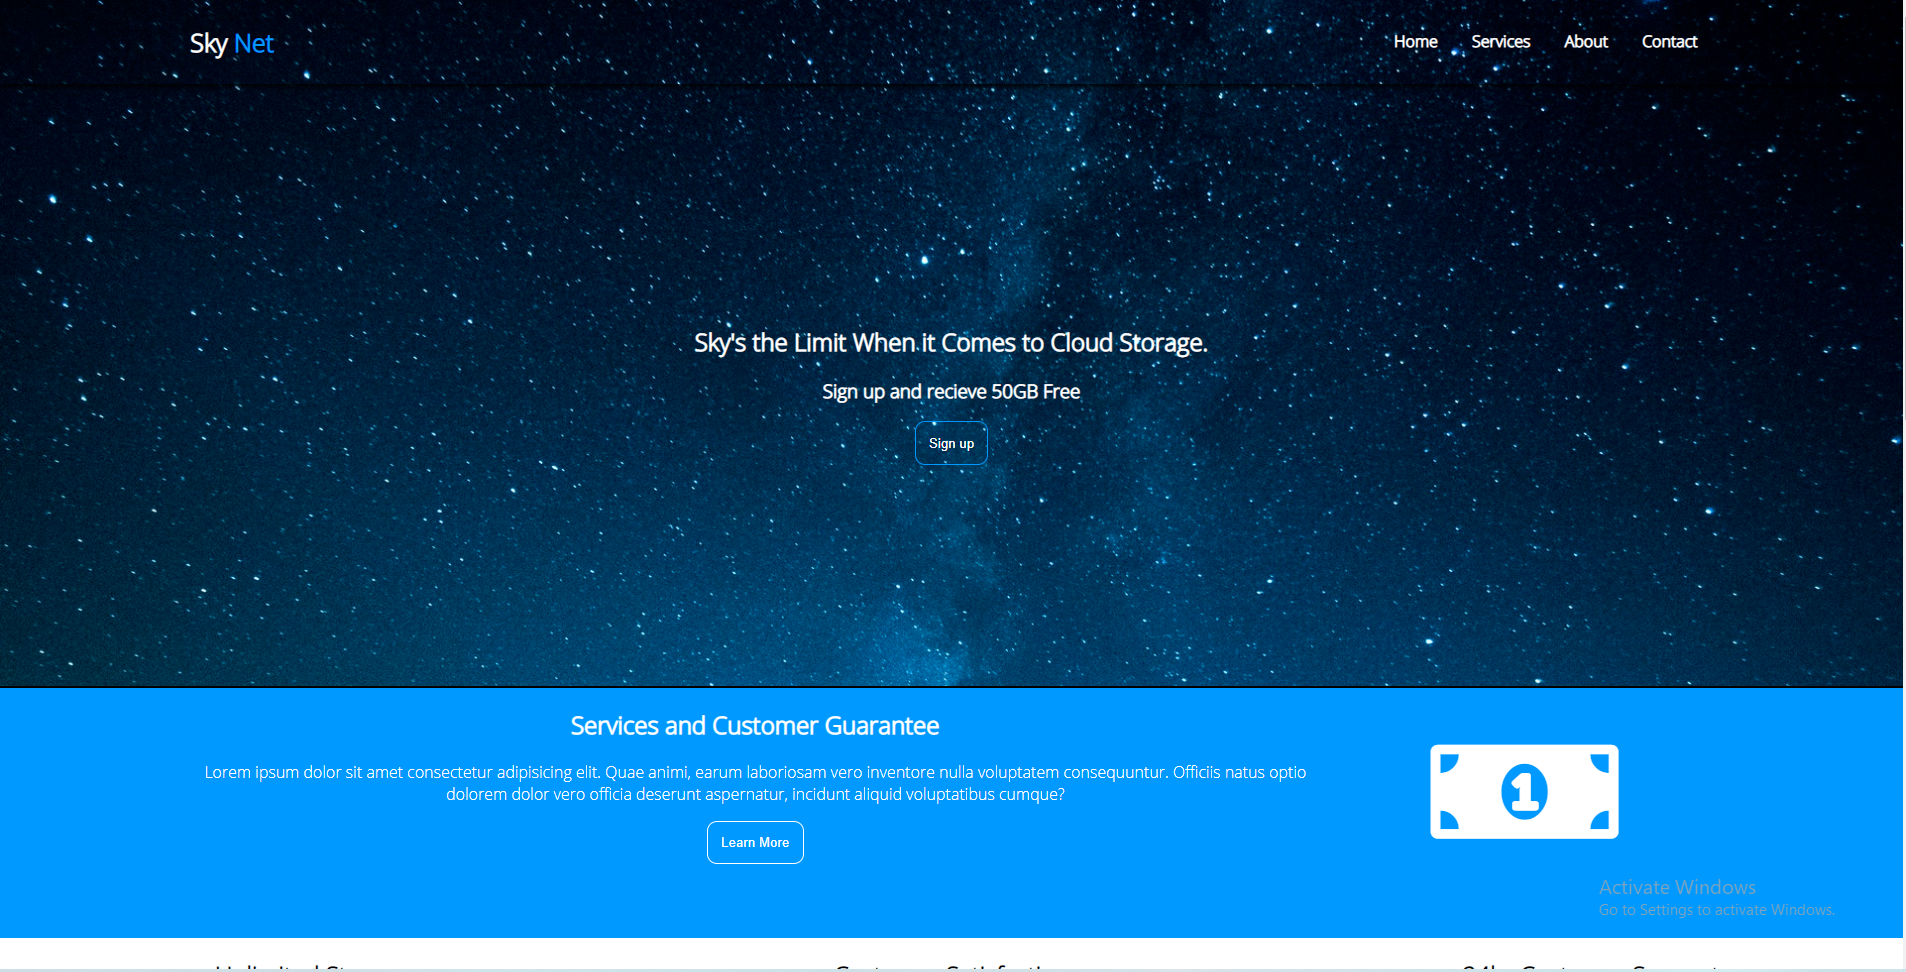 Sky Net
Home Services About Contact
Sky's the Limit When it Comes to Cloud Storage.
Sign up and recieve 50GB Free
Sign up
Services and Customer Guarantee
Lorem ipsum dolor sit amet consectetur adipisicing elit. Quae animi, earum laboriosam vero inventore nulla voluptatem consequuntur. Officiis natus optio
dolorem dolor vero officia deserunt aspernatur, incidunt aliquid voluptatibus cumque?
1
Learn More
Activate Windows
Go to Settings to activate Windows.